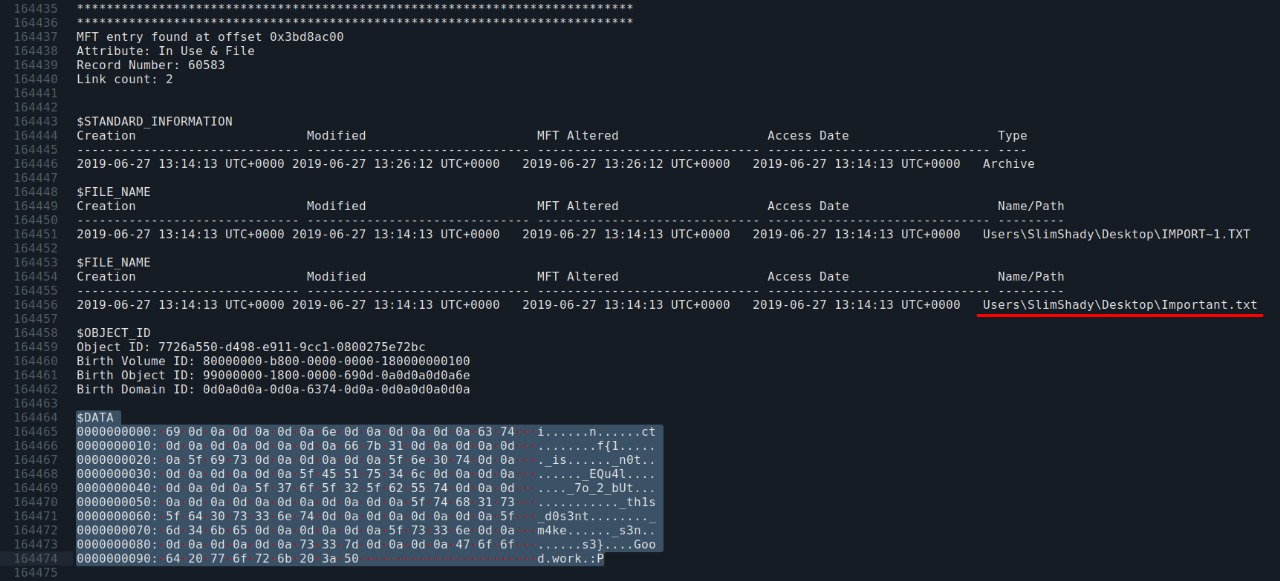 164435 ***************************************************************************
164436 ***************************************************************************
164437 MFT entry found at offset 0x3bd8ac00
164438 Attribute: In Use & File
164439 Record Number: 60583
164440 Link count: 2
164441
164442
164443 $STANDARD_INFORMATION
164444 Creation Modified MFT Altered Access Date Type
164445 ------------------------------ ------------------------------ ------------------------------ ------------------------------ ----
164446 2019-06-27 13:14:13 UTC+0000 2019-06-27 13:26:12 UTC+0000 2019-06-27 13:26:12 UTC+0000 2019-06-27 13:14:13 UTC+0000 Archive
164447
164448 $FILE_NAME
164449 Creation Modified MFT Altered Access Date Name/Path
164450 ------------------------------ ------------------------------ ------------------------------ ------------------------------ ---------
164451 2019-06-27 13:14:13 UTC+0000 2019-06-27 13:14:13 UTC+0000 2019-06-27 13:14:13 UTC+0000 2019-06-27 13:14:13 UTC+0000 Users\SlimShady\Desktop\IMPORT~1.TXT
164452
164453 $FILE_NAME
164454 Creation Modified MFT Altered Access Date Name/Path
164455 ------------------------------ ------------------------------ ------------------------------ ------------------------------ ---------
164456 2019-06-27 13:14:13 UTC+0000 2019-06-27 13:14:13 UTC+0000 2019-06-27 13:14:13 UTC+0000 2019-06-27 13:14:13 UTC+0000 Users\SlimShady\Desktop\Important.txt
164457
164458 $OBJECT_ID
164459 Object ID: 7726a550-d498-e911-9cc1-0800275e72bc
164460 Birth Volume ID: 80000000-b800-0000-0000-180000000100
164461 Birth Object ID: 99000000-1800-0000-690d-0a0d0a0d0a6e
164462 Birth Domain ID: 0d0a0d0a-0d0a-6374-0d0a-0d0a0d0a0d0a
164463
164464 $DATA
164465 0000000000: 69 0d 0a 0d 0a 0d 0a 6e 0d 0a 0d 0a 0d 0a 63 74 i......n......ct
164466 0000000010: 0d 0a 0d 0a 0d 0a 0d 0a 66 7b 31 0d 0a 0d 0a 0d ........f{1.....
164467 0000000020: 0a 5f 69 73 0d 0a 0d 0a 0d 0a 5f 6e 30 74 0d 0a ._is......_n0t..
164468 0000000030: 0d 0a 0d 0a 0d 0a 5f 45 51 75 34 6c 0d 0a 0d 0a ......_EQu4l....
164469 0000000040: 0d 0a 0d 0a 5f 37 6f 5f 32 5f 62 55 74 0d 0a 0d ...._7o_2_bUt...
164470 0000000050: 0a 0d 0a 0d 0a 0d 0a 0d 0a 0d 0a 5f 74 68 31 73 ..........._th1s
164471 0000000060: 5f 64 30 73 33 6e 74 0d 0a 0d 0a 0d 0a 0d 0a 5f _d0s3nt........_
164472 0000000070: 6d 34 6b 65 0d 0a 0d 0a 0d 0a 5f 73 33 6e 0d 0a m4ke......_s3n..
164473 0000000080: 0d 0a 0d 0a 0d 0a 73 33 7d 0d 0a 0d 0a 47 6f 6f ......s3}....Goo
164474 0000000090: 64 20 77 6f 72 6b 20 3a 50 d.work.:P
164475